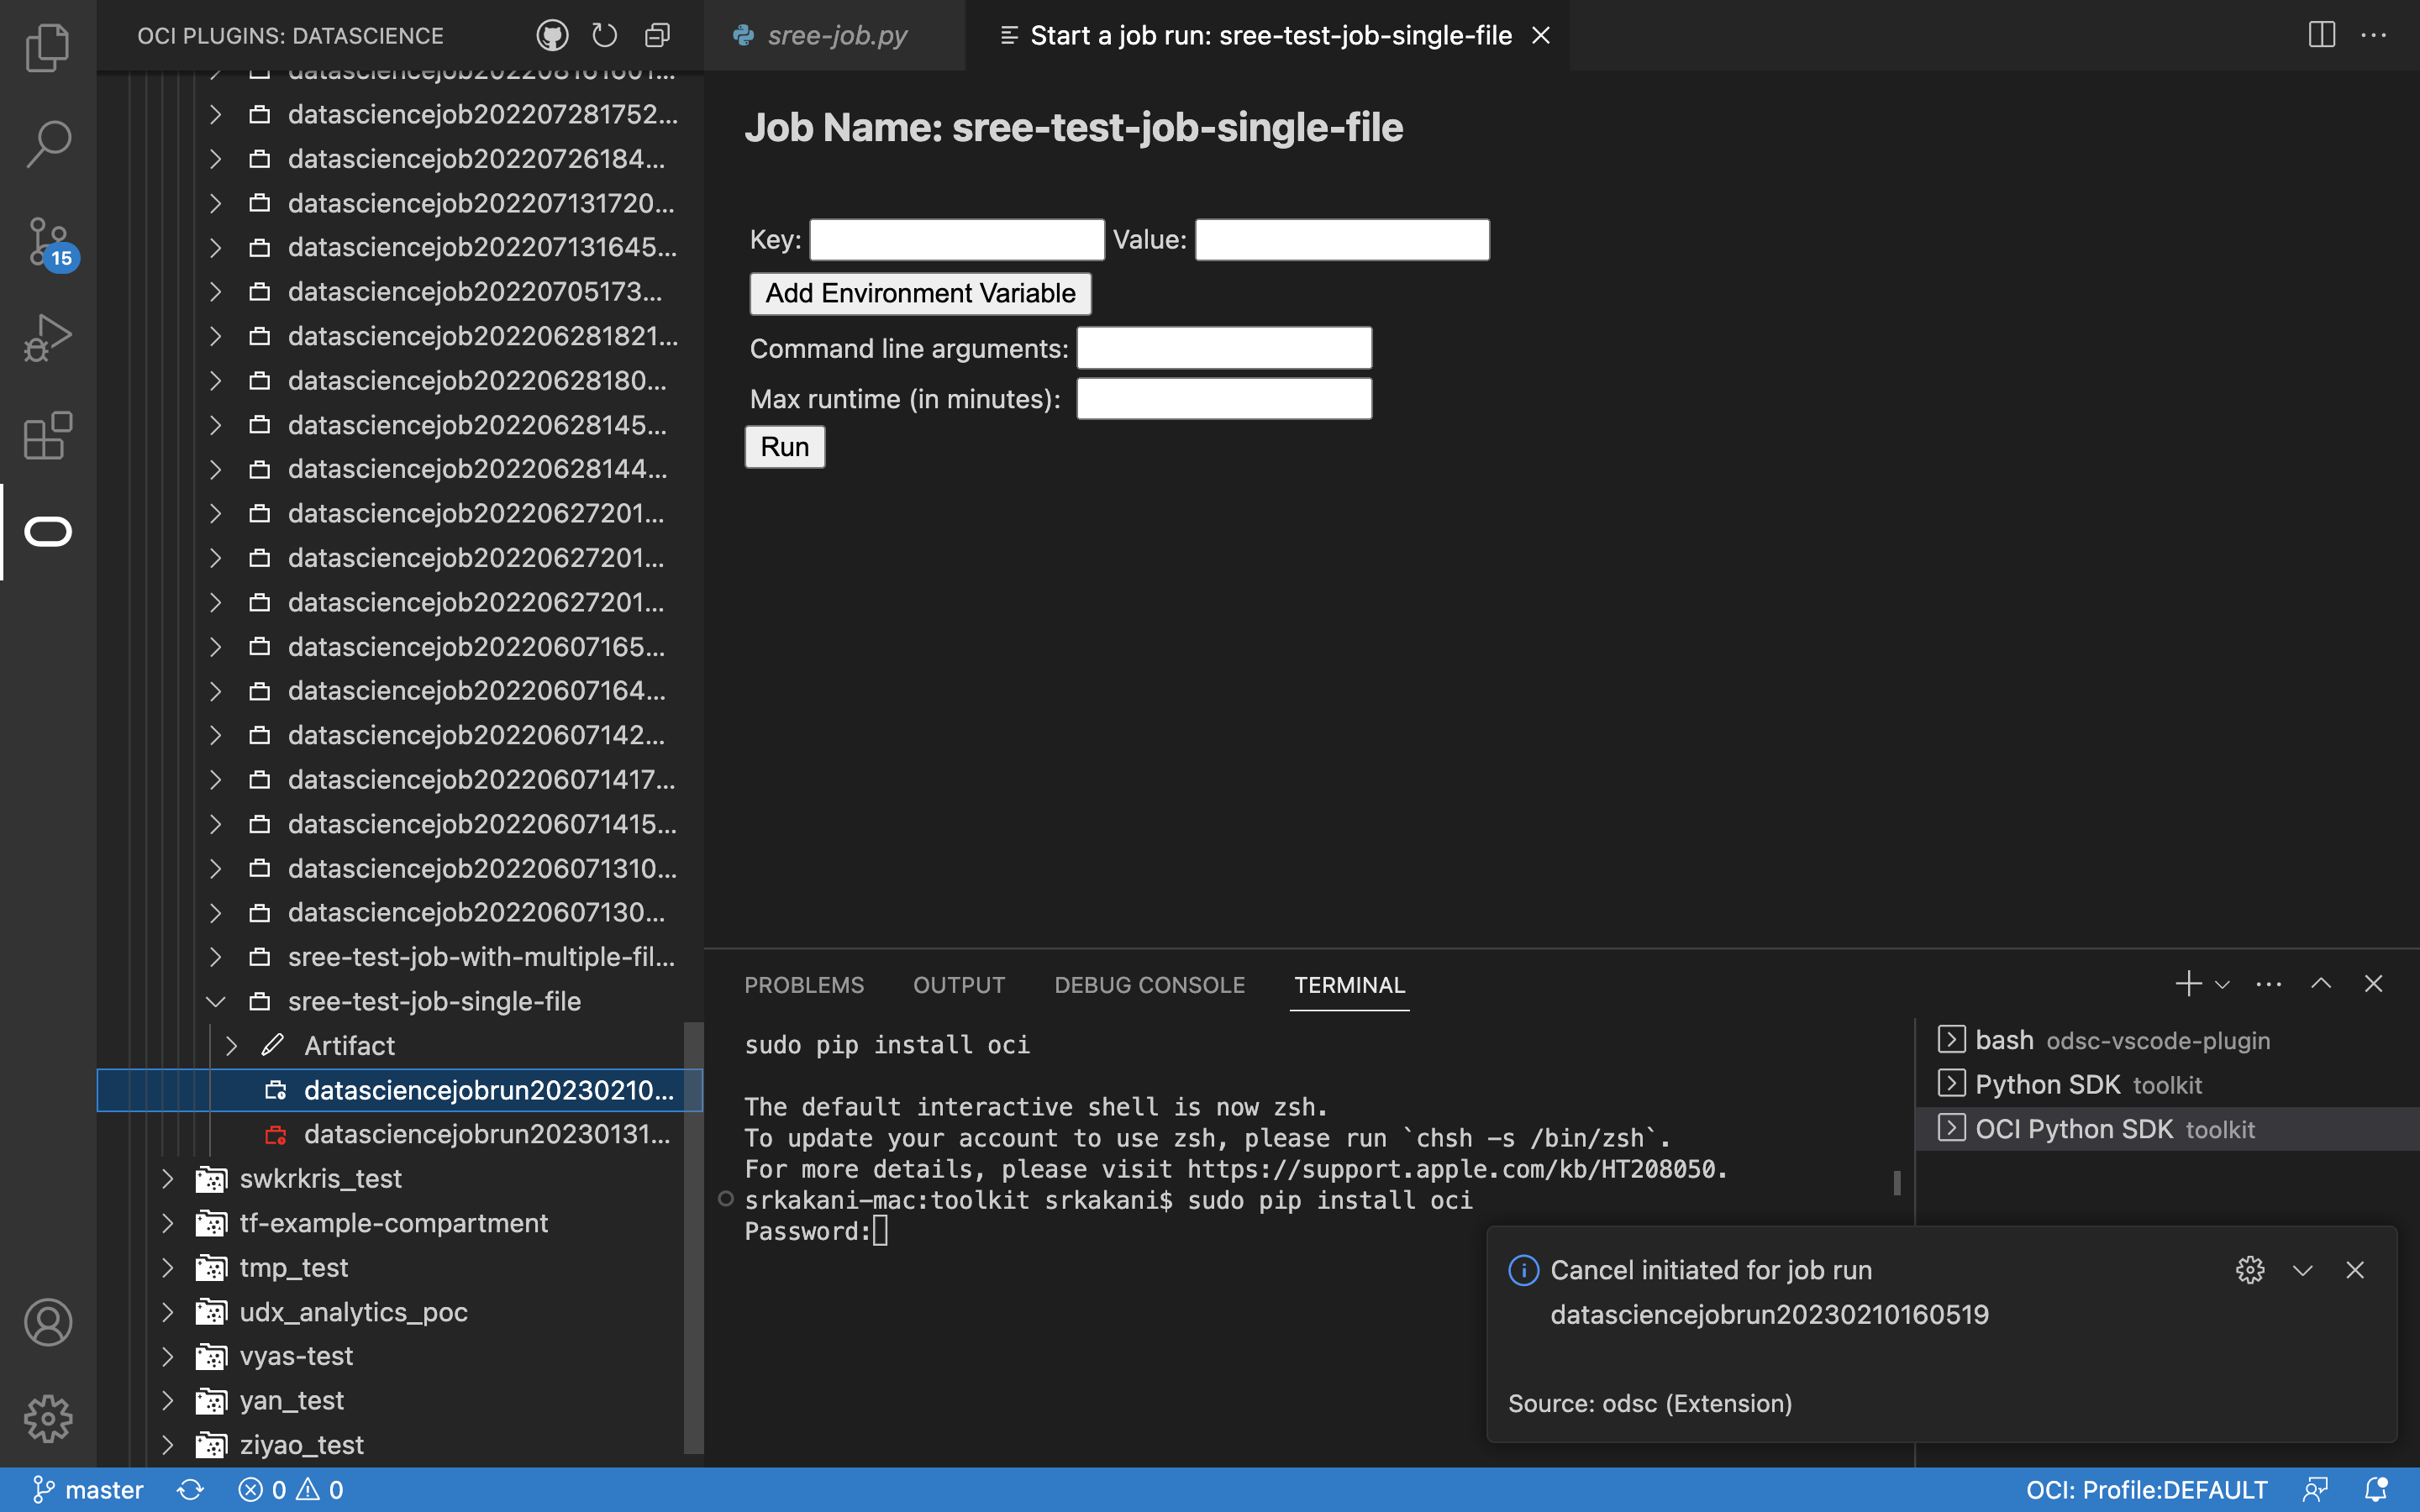 OCI PLUGINS: DATASCIENCE
datasciencejob202208161601...
datasciencejob202207281752...
datasciencejob20220726184...
datasciencejob202207131720...
datasciencejob202207131645...
datasciencejob20220705173...
datasciencejob202206281821...
datasciencejob20220628180...
datasciencejob20220628145...
datasciencejob20220628144...
datasciencejob20220627201...
datasciencejob20220627201...
datasciencejob20220627201...
datasciencejob20220607165...
datasciencejob20220607164...
datasciencejob20220607142...
datasciencejob202206071417...
datasciencejob202206071415...
datasciencejob202206071310...
datasciencejob20220607130...
sree-test-job-with-multiple-fil...
sree-test-job-single-file
Artifact
datasciencejobrun20230210...
datasciencejobrun20230131...
swkrkris_test
tf-example-compartment
tmp_test
udx_analytics_poc
vyas-test
yan_test
ziyao_test
15
sree-job.py
Start a job run: sree-test-job-single-file
Job Name: sree-test-job-single-file
Key: Value:
Add Environment Variable
Command line arguments:
Max runtime (in minutes):
Run
PROBLEMS OUTPUT DEBUG CONSOLE TERMINAL
sudo pip install oci
The default interactive shell is now zsh.
To update your account to use zsh, please run `chsh -s /bin/zsh`.
For more details, please visit https://support.apple.com/kb/HT208050.
srkakani-mac:toolkit srkakani$ sudo pip install oci
Password:
bash odsc-vscode-plugin
Python SDK toolkit
OCI Python SDK toolkit
Cancel initiated for job run
datasciencejobrun20230210160519
Source: odsc (Extension)
master 0 0
OCI: Profile:DEFAULT